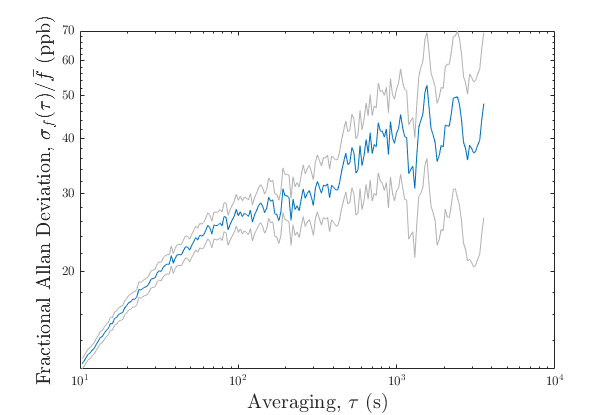 70
60
50
40
30
20
Fractional Allan Deviation, σ_f(τ)/f̄ (ppb)
10^1 10^2 10^3 10^4
Averaging, τ (s)